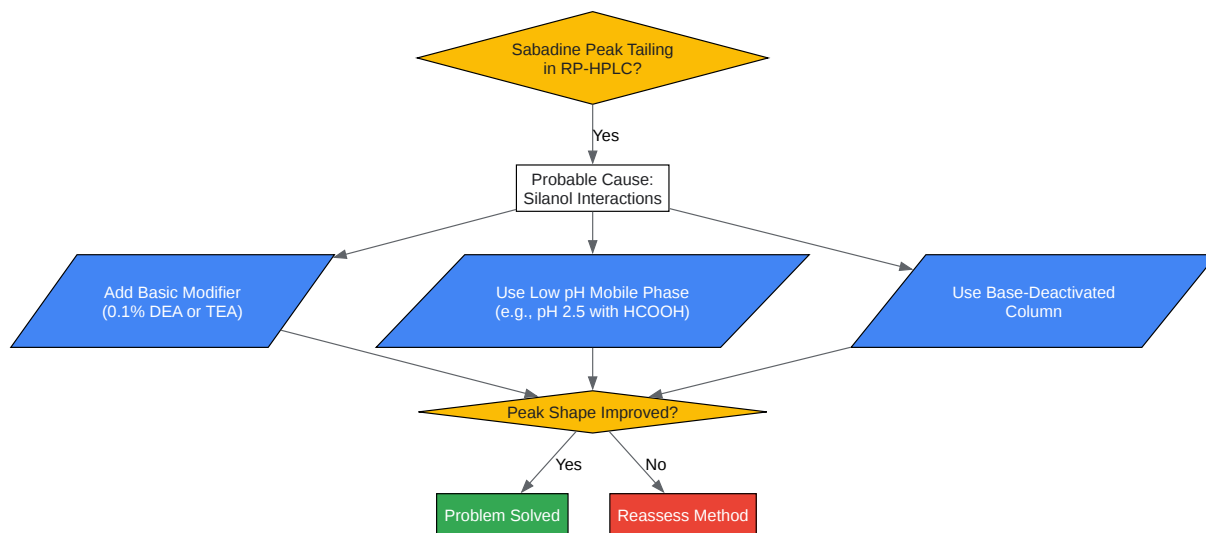 Sabadine Peak Tailing
in RP-HPLC?
Yes
Probable Cause:
Silanol Interactions
Add Basic Modifier
(0.1% DEA or TEA)
Use Low pH Mobile Phase
(e.g., pH 2.5 with HCOOH)
Use Base-Deactivated
Column
Peak Shape Improved?
Yes
No
Problem Solved
Reassess Method